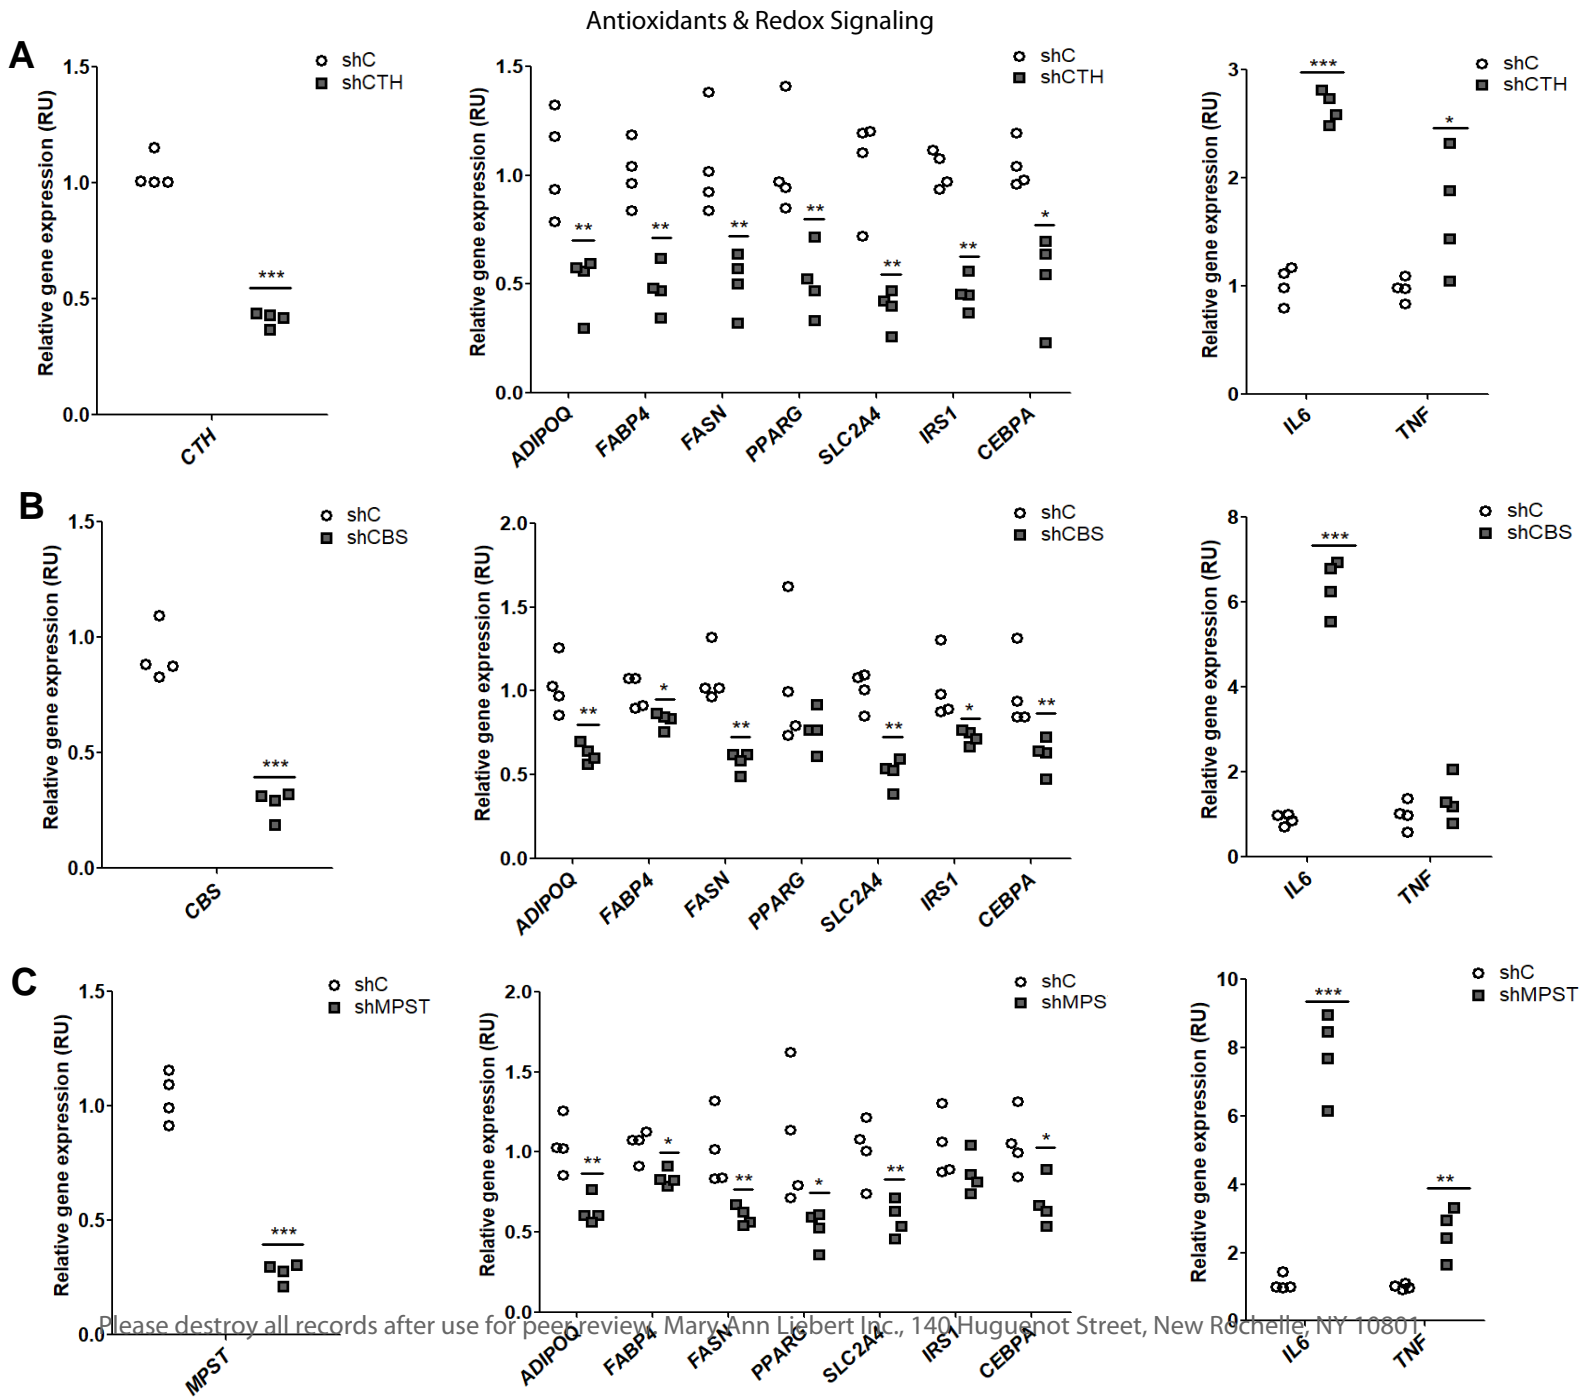 Antioxidants & Redox Signaling
A
Relative gene expression (RU)
1.5
1.0
0.5
0.0
shC
shCTH
***
CTH
Relative gene expression (RU)
1.5
1.0
0.5
0.0
shC
shCTH
** ** ** ** ** ** *
ADIPOQ FABP4 FASN PPARG SLC2A4 IRS1 CEBPA
Relative gene expression (RU)
3
2
1
0
shC
shCTH
*** *
IL6 TNF
B
Relative gene expression (RU)
1.5
1.0
0.5
0.0
shC
shCBS
***
CBS
Relative gene expression (RU)
2.0
1.5
1.0
0.5
0.0
shC
shCBS
** * ** ** * **
ADIPOQ FABP4 FASN PPARG SLC2A4 IRS1 CEBPA
Relative gene expression (RU)
8
6
4
2
0
shC
shCBS
***
IL6 TNF
C
Relative gene expression (RU)
1.5
1.0
0.5
0.0
shC
shMPST
***
MPST
Relative gene expression (RU)
2.0
1.5
1.0
0.5
0.0
shC
shMPS
** * ** * ** *
ADIPOQ FABP4 FASN PPARG SLC2A4 IRS1 CEBPA
Relative gene expression (RU)
10
8
6
4
2
0
shC
shMPST
*** **
IL6 TNF
Please destroy all records after use for peer review. Mary Ann Liebert Inc., 140 Huguenot Street, New Rochelle, NY 10801